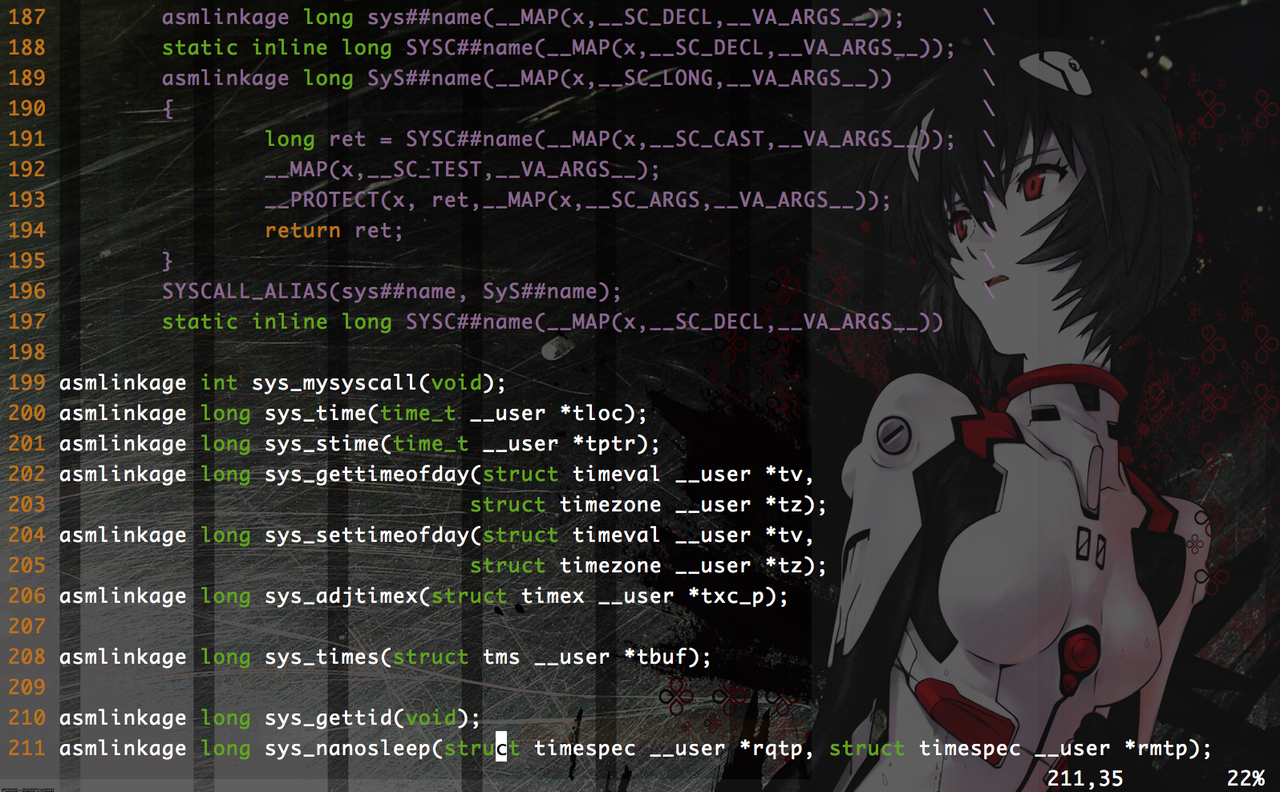 187         asmlinkage long sys##name(__MAP(x,__SC_DECL,__VA_ARGS__));      \
188         static inline long SYSC##name(__MAP(x,__SC_DECL,__VA_ARGS__));  \
189         asmlinkage long SyS##name(__MAP(x,__SC_LONG,__VA_ARGS__))       \
190         {                                                               \
191                 long ret = SYSC##name(__MAP(x,__SC_CAST,__VA_ARGS__));  \
192                 __MAP(x,__SC_TEST,__VA_ARGS__);                         \
193                 __PROTECT(x, ret,__MAP(x,__SC_ARGS,__VA_ARGS__));       \
194                 return ret;                                             \
195         }                                                               \
196         SYSCALL_ALIAS(sys##name, SyS##name);                            \
197         static inline long SYSC##name(__MAP(x,__SC_DECL,__VA_ARGS__))
198
199 asmlinkage int sys_mysyscall(void);
200 asmlinkage long sys_time(time_t __user *tloc);
201 asmlinkage long sys_stime(time_t __user *tptr);
202 asmlinkage long sys_gettimeofday(struct timeval __user *tv,
203                                 struct timezone __user *tz);
204 asmlinkage long sys_settimeofday(struct timeval __user *tv,
205                                 struct timezone __user *tz);
206 asmlinkage long sys_adjtimex(struct timex __user *txc_p);
207
208 asmlinkage long sys_times(struct tms __user *tbuf);
209
210 asmlinkage long sys_gettid(void);
211 asmlinkage long sys_nanosleep(struct timespec __user *rqtp, struct timespec __user *rmtp);
211,35        22%